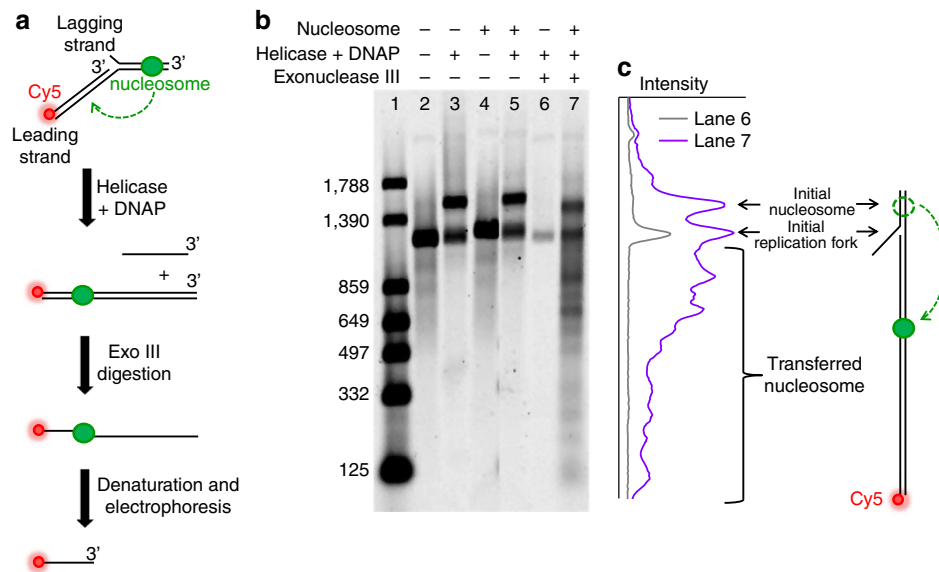 a
Lagging
strand
3'
3'
nucleosome
Cy5
Leading
strand
Helicase
+ DNAP
3'
+
3'
Exo III
digestion
Denaturation and
electrophoresis
3'
b
Nucleosome – – + + – +
Helicase + DNAP – + – + + +
Exonuclease III – – – – + +
1 2 3 4 5 6 7
1,788
1,390
859
649
497
332
125
c
Intensity
Lane 6
Lane 7
Initial
nucleosome
Initial
replication fork
Transferred
nucleosome
Cy5